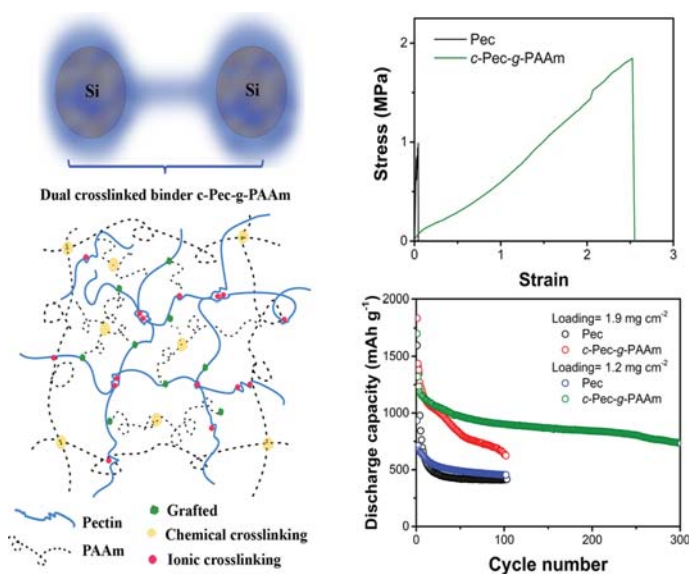 Si
Si
Dual crosslinked binder c-Pec-g-PAAm
Pectin
PAAm
Grafted
Chemical crosslinking
Ionic crosslinking
Pec
c-Pec-g-PAAm
Stress (MPa)
2
1
0
0
1
2
3
Strain
Discharge capacity (mAh g⁻¹)
2000
1500
1000
500
0
Loading= 1.9 mg cm⁻²
Pec
c-Pec-g-PAAm
Loading= 1.2 mg cm⁻²
Pec
c-Pec-g-PAAm
0
100
200
300
Cycle number